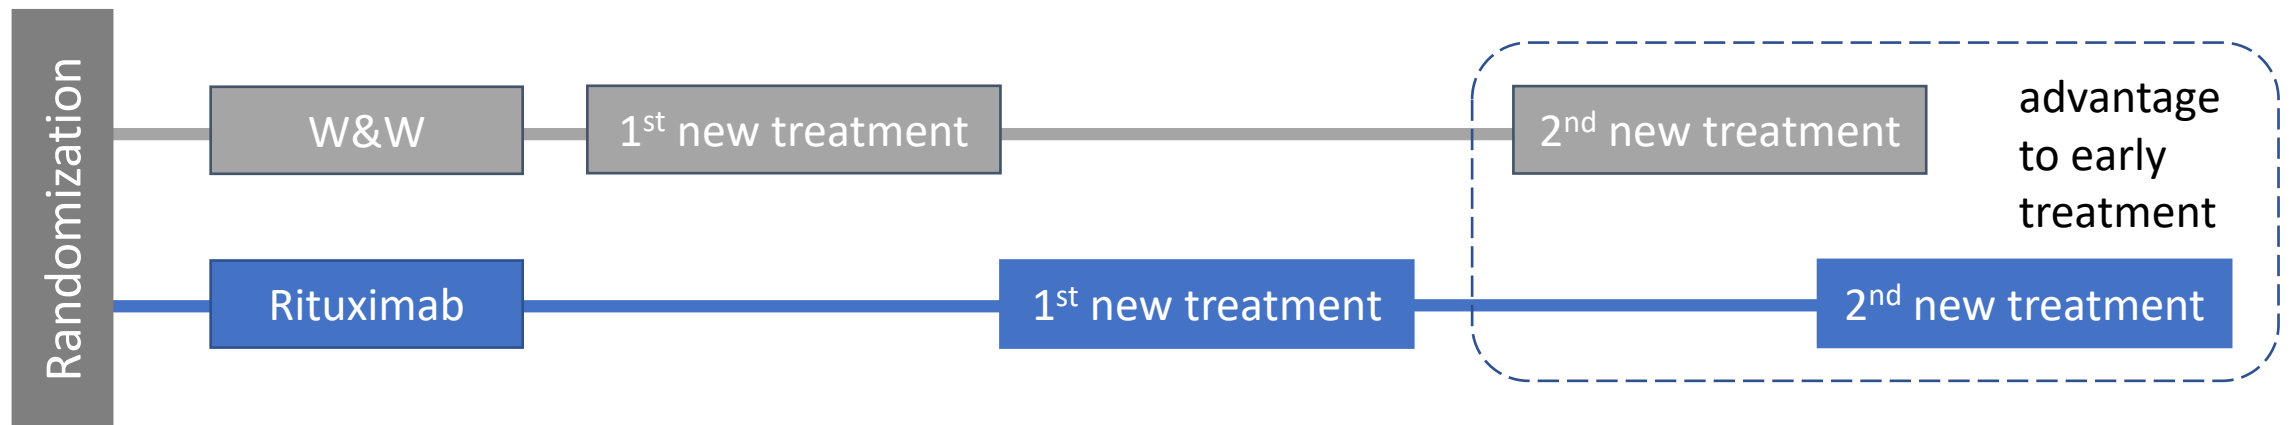 Randomization
W&W
1st new treatment
2nd new treatment
advantage
to early
treatment
Rituximab
1st new treatment
2nd new treatment